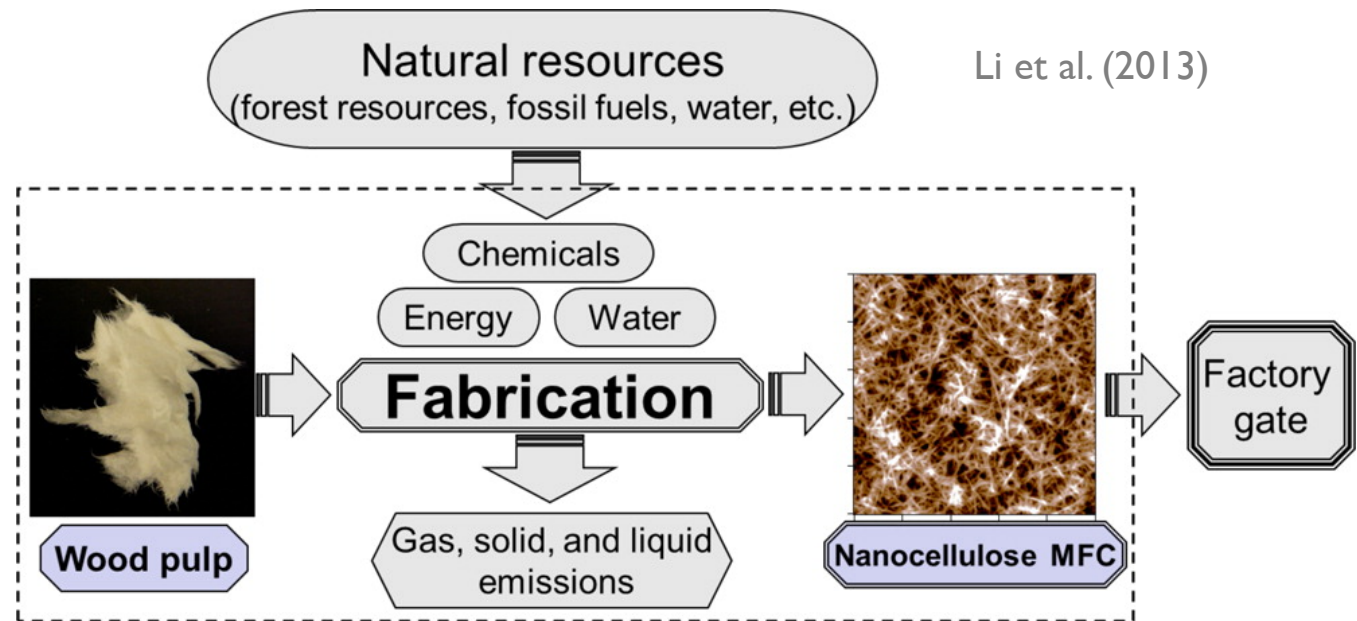 Natural resources
(forest resources, fossil fuels, water, etc.)
Li et al. (2013)
Chemicals
Energy
Water
Fabrication
Factory
gate
Wood pulp
Gas, solid, and liquid
emissions
Nanocellulose MFC